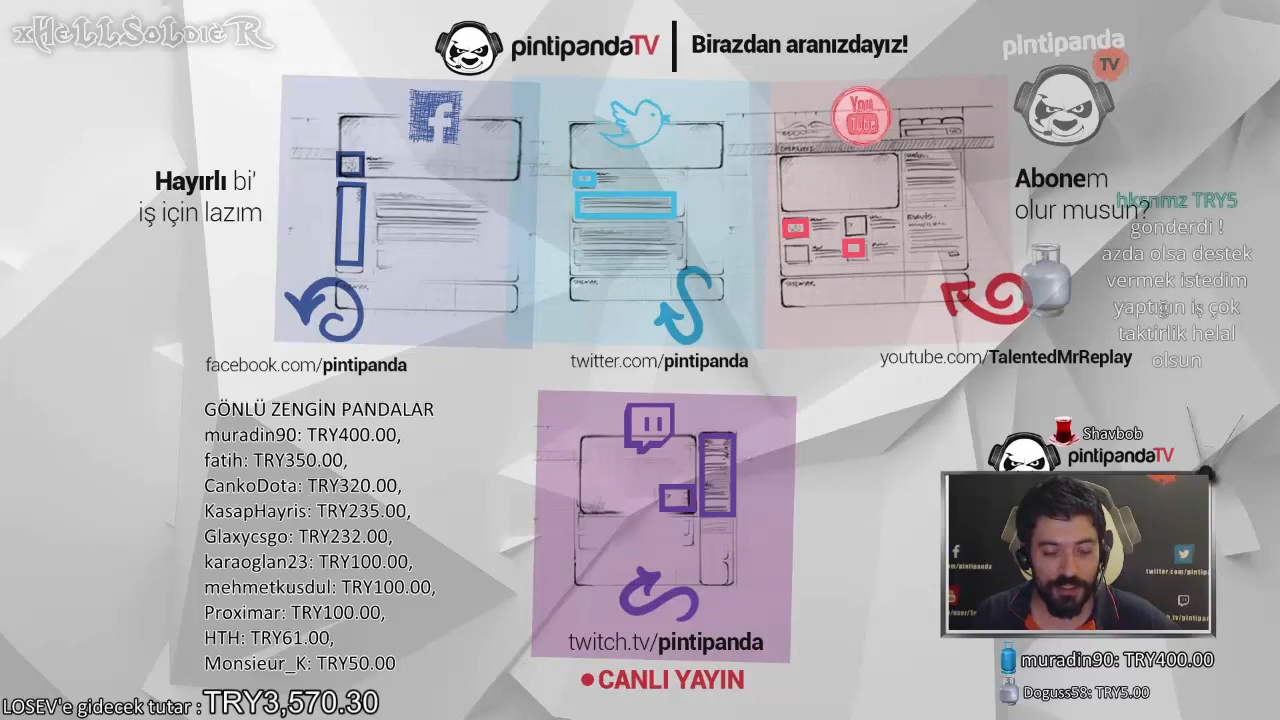 xHeLLSoLdieR
pintipandaTV | Birazdan aranızdayız!
pintipanda
TV
Hayırlı bi'
iş için lazım
You
Tube
Abonem
olur musun?
hkanmz TRY5
gonderdi !
azda olsa destek
vermek istedim
yaptığın iş çok
taktirlik helal
olsun
facebook.com/pintipanda
twitter.com/pintipanda
youtube.com/TalentedMrReplay
GÖNLÜ ZENGİN PANDALAR
muradin90: TRY400.00,
fatih: TRY350.00,
CankoDota: TRY320.00,
KasapHayris: TRY235.00,
Glaxycsgo: TRY232.00,
karaoglan23: TRY100.00,
mehmetkusdul: TRY100.00,
Proximar: TRY100.00,
HTH: TRY61.00,
Monsieur_K: TRY50.00
LOSEV'e gidecek tutar : TRY3,570.30
twitch.tv/pintipanda
CANLI YAYIN
Shavbob
pintipandaTV
muradin90: TRY400.00
Doguss58: TRY5.00